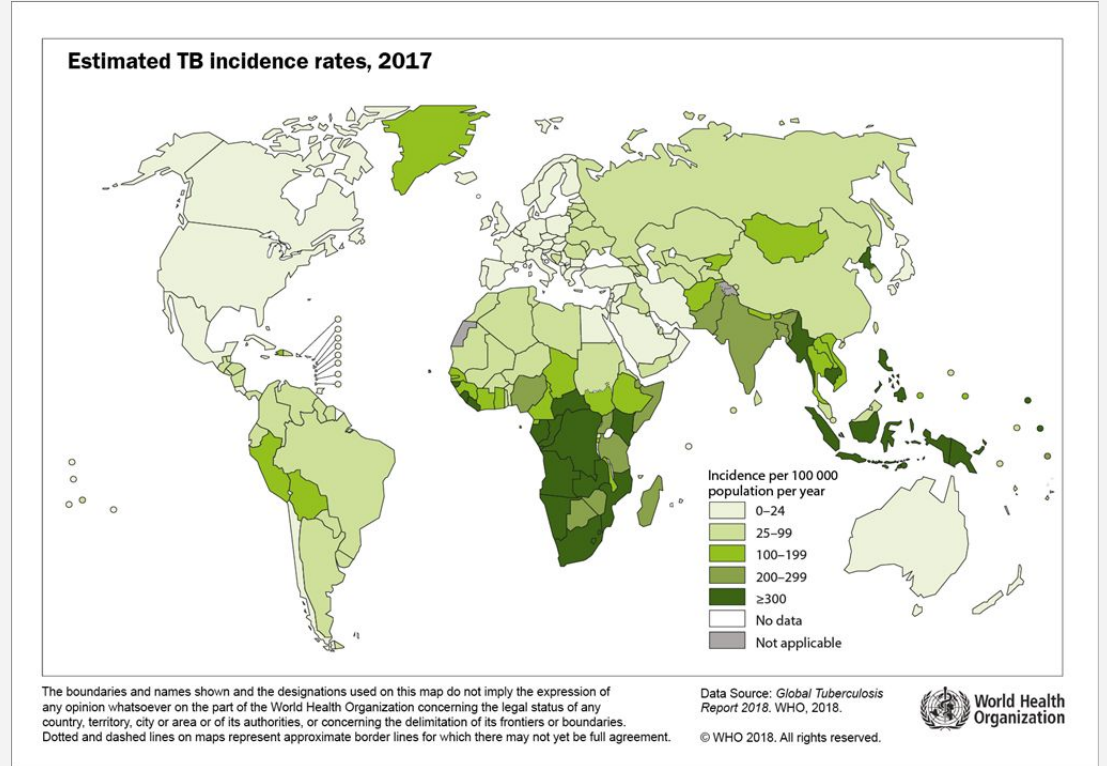 Estimated TB incidence rates, 2017
Incidence per 100 000
population per year
0–24
25–99
100–199
200–299
≥300
No data
Not applicable
The boundaries and names shown and the designations used on this map do not imply the expression of
any opinion whatsoever on the part of the World Health Organization concerning the legal status of any
country, territory, city or area or of its authorities, or concerning the delimitation of its frontiers or boundaries.
Dotted and dashed lines on maps represent approximate border lines for which there may not yet be full agreement.
Data Source: Global Tuberculosis
Report 2018. WHO, 2018.
© WHO 2018. All rights reserved.
World Health
Organization